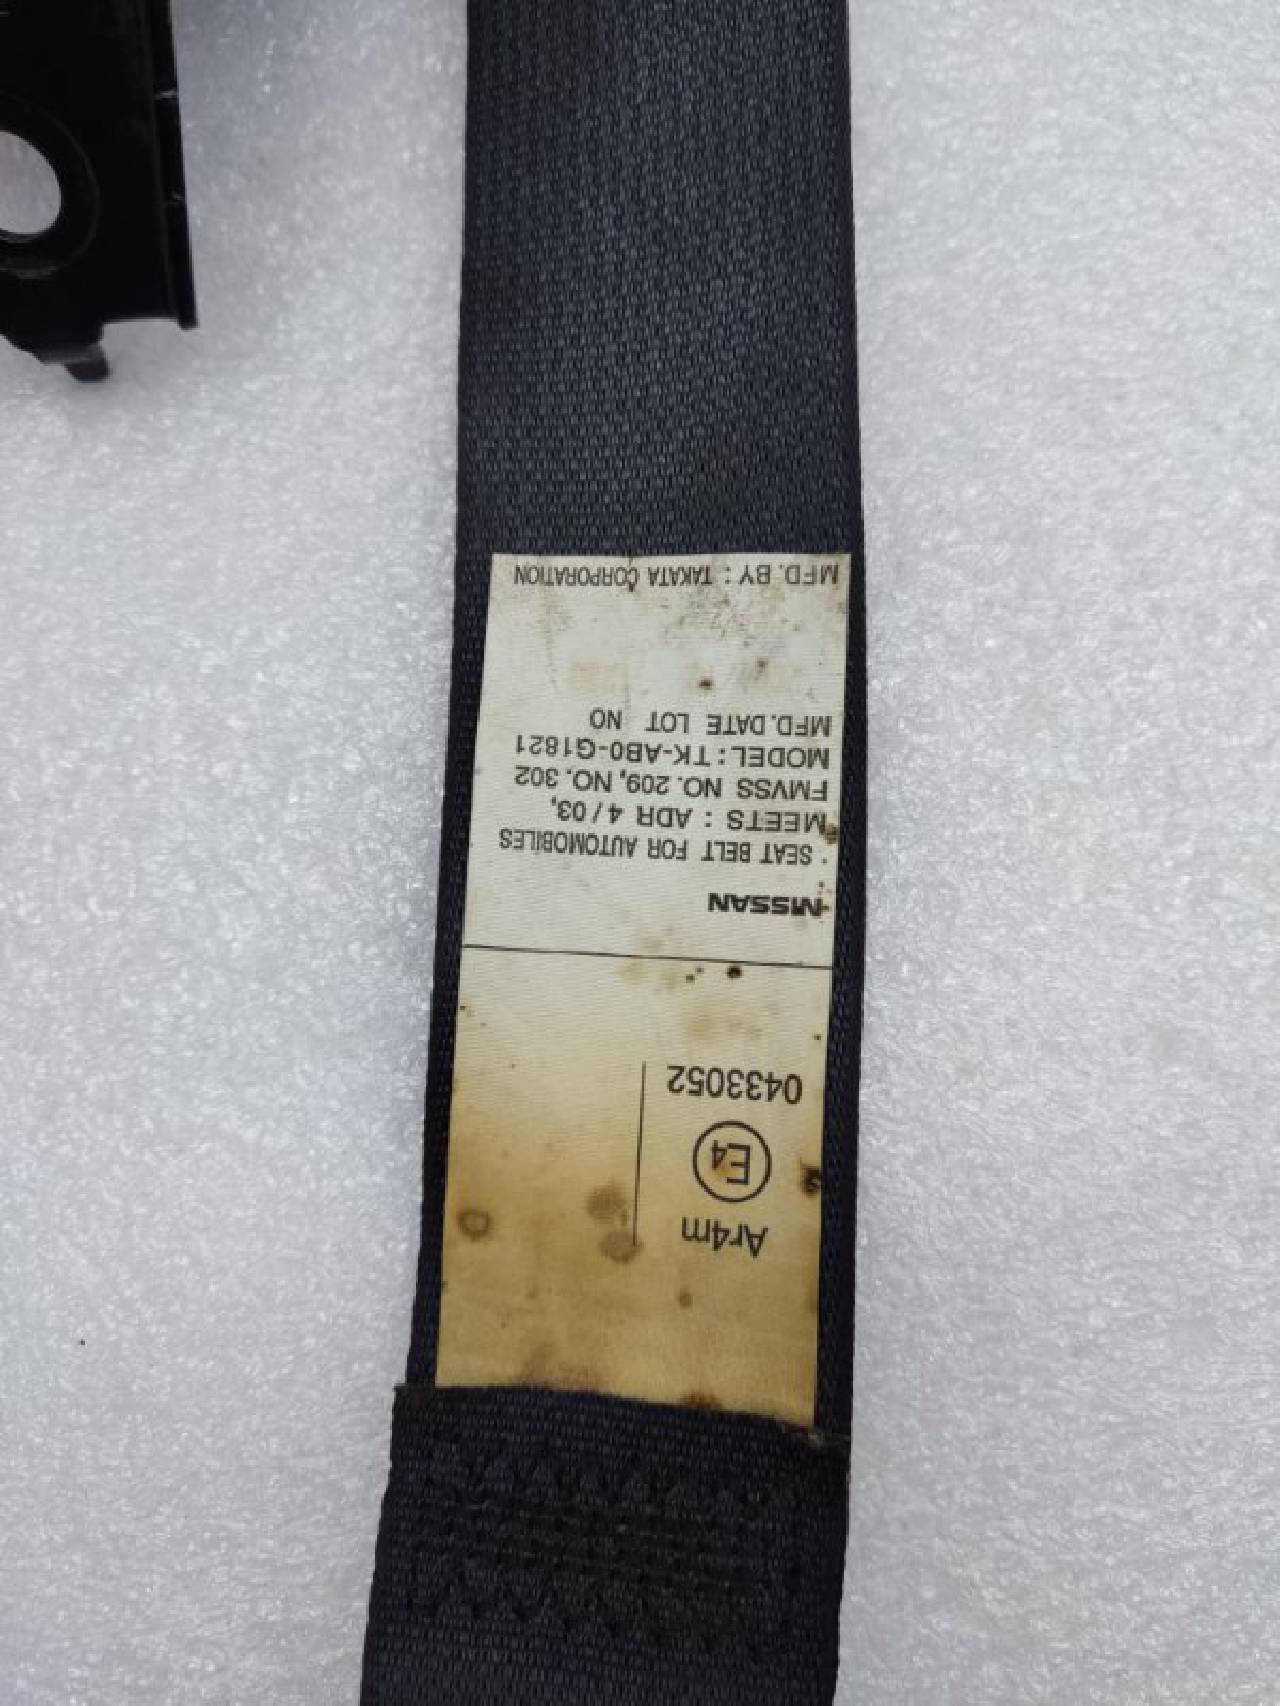 Ar4m
E4
0433052
NISSAN
SEAT BELT FOR AUTOMOBILES
MEETS : ADR 4/03,
FMVSS NO. 209, NO. 302
MODEL : TK-AB0-G1821
MFD.DATE LOT NO
MFD. BY : TAKATA CORPORATION